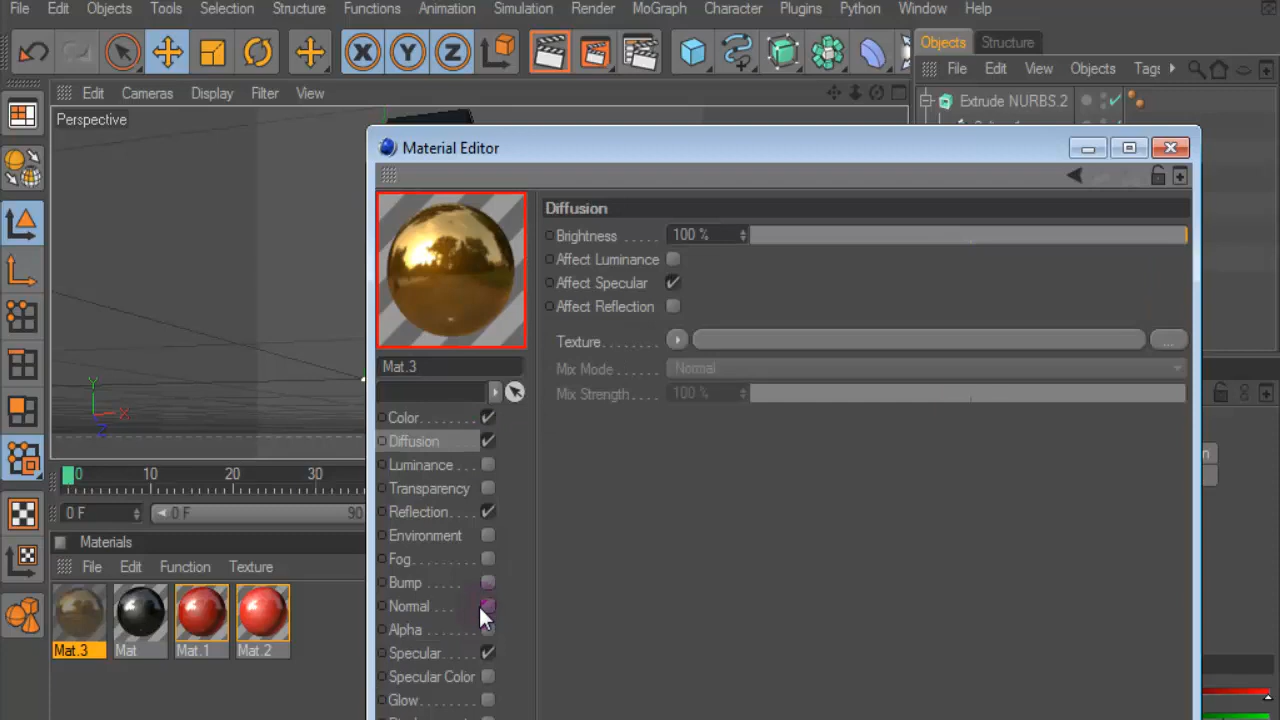 File Edit Objects Tools Selection Structure Functions Animation Simulation Render MoGraph Character Plugins Python Window Help
X Y Z
Objects Structure
File Edit View Objects Tags
Edit Cameras Display Filter View
Extrude NURBS.2
Perspective
Material Editor
Diffusion
Brightness ..... 100 %
Affect Luminance
Affect Specular
Affect Reflection
Texture........ ...
Mix Mode..... Normal
Mix Strength.... 100 %
Mat.3
Color ........
Diffusion .....
Luminance ...
Transparency
Reflection.....
Environment
Fog..........
Bump ......
Normal ....
Alpha .......
Specular.....
Specular Color
Glow........
Y
X
Z
0 10 20 30
0 F 0 F 90
Materials
File Edit Function Texture
Mat.3 Mat Mat.1 Mat.2